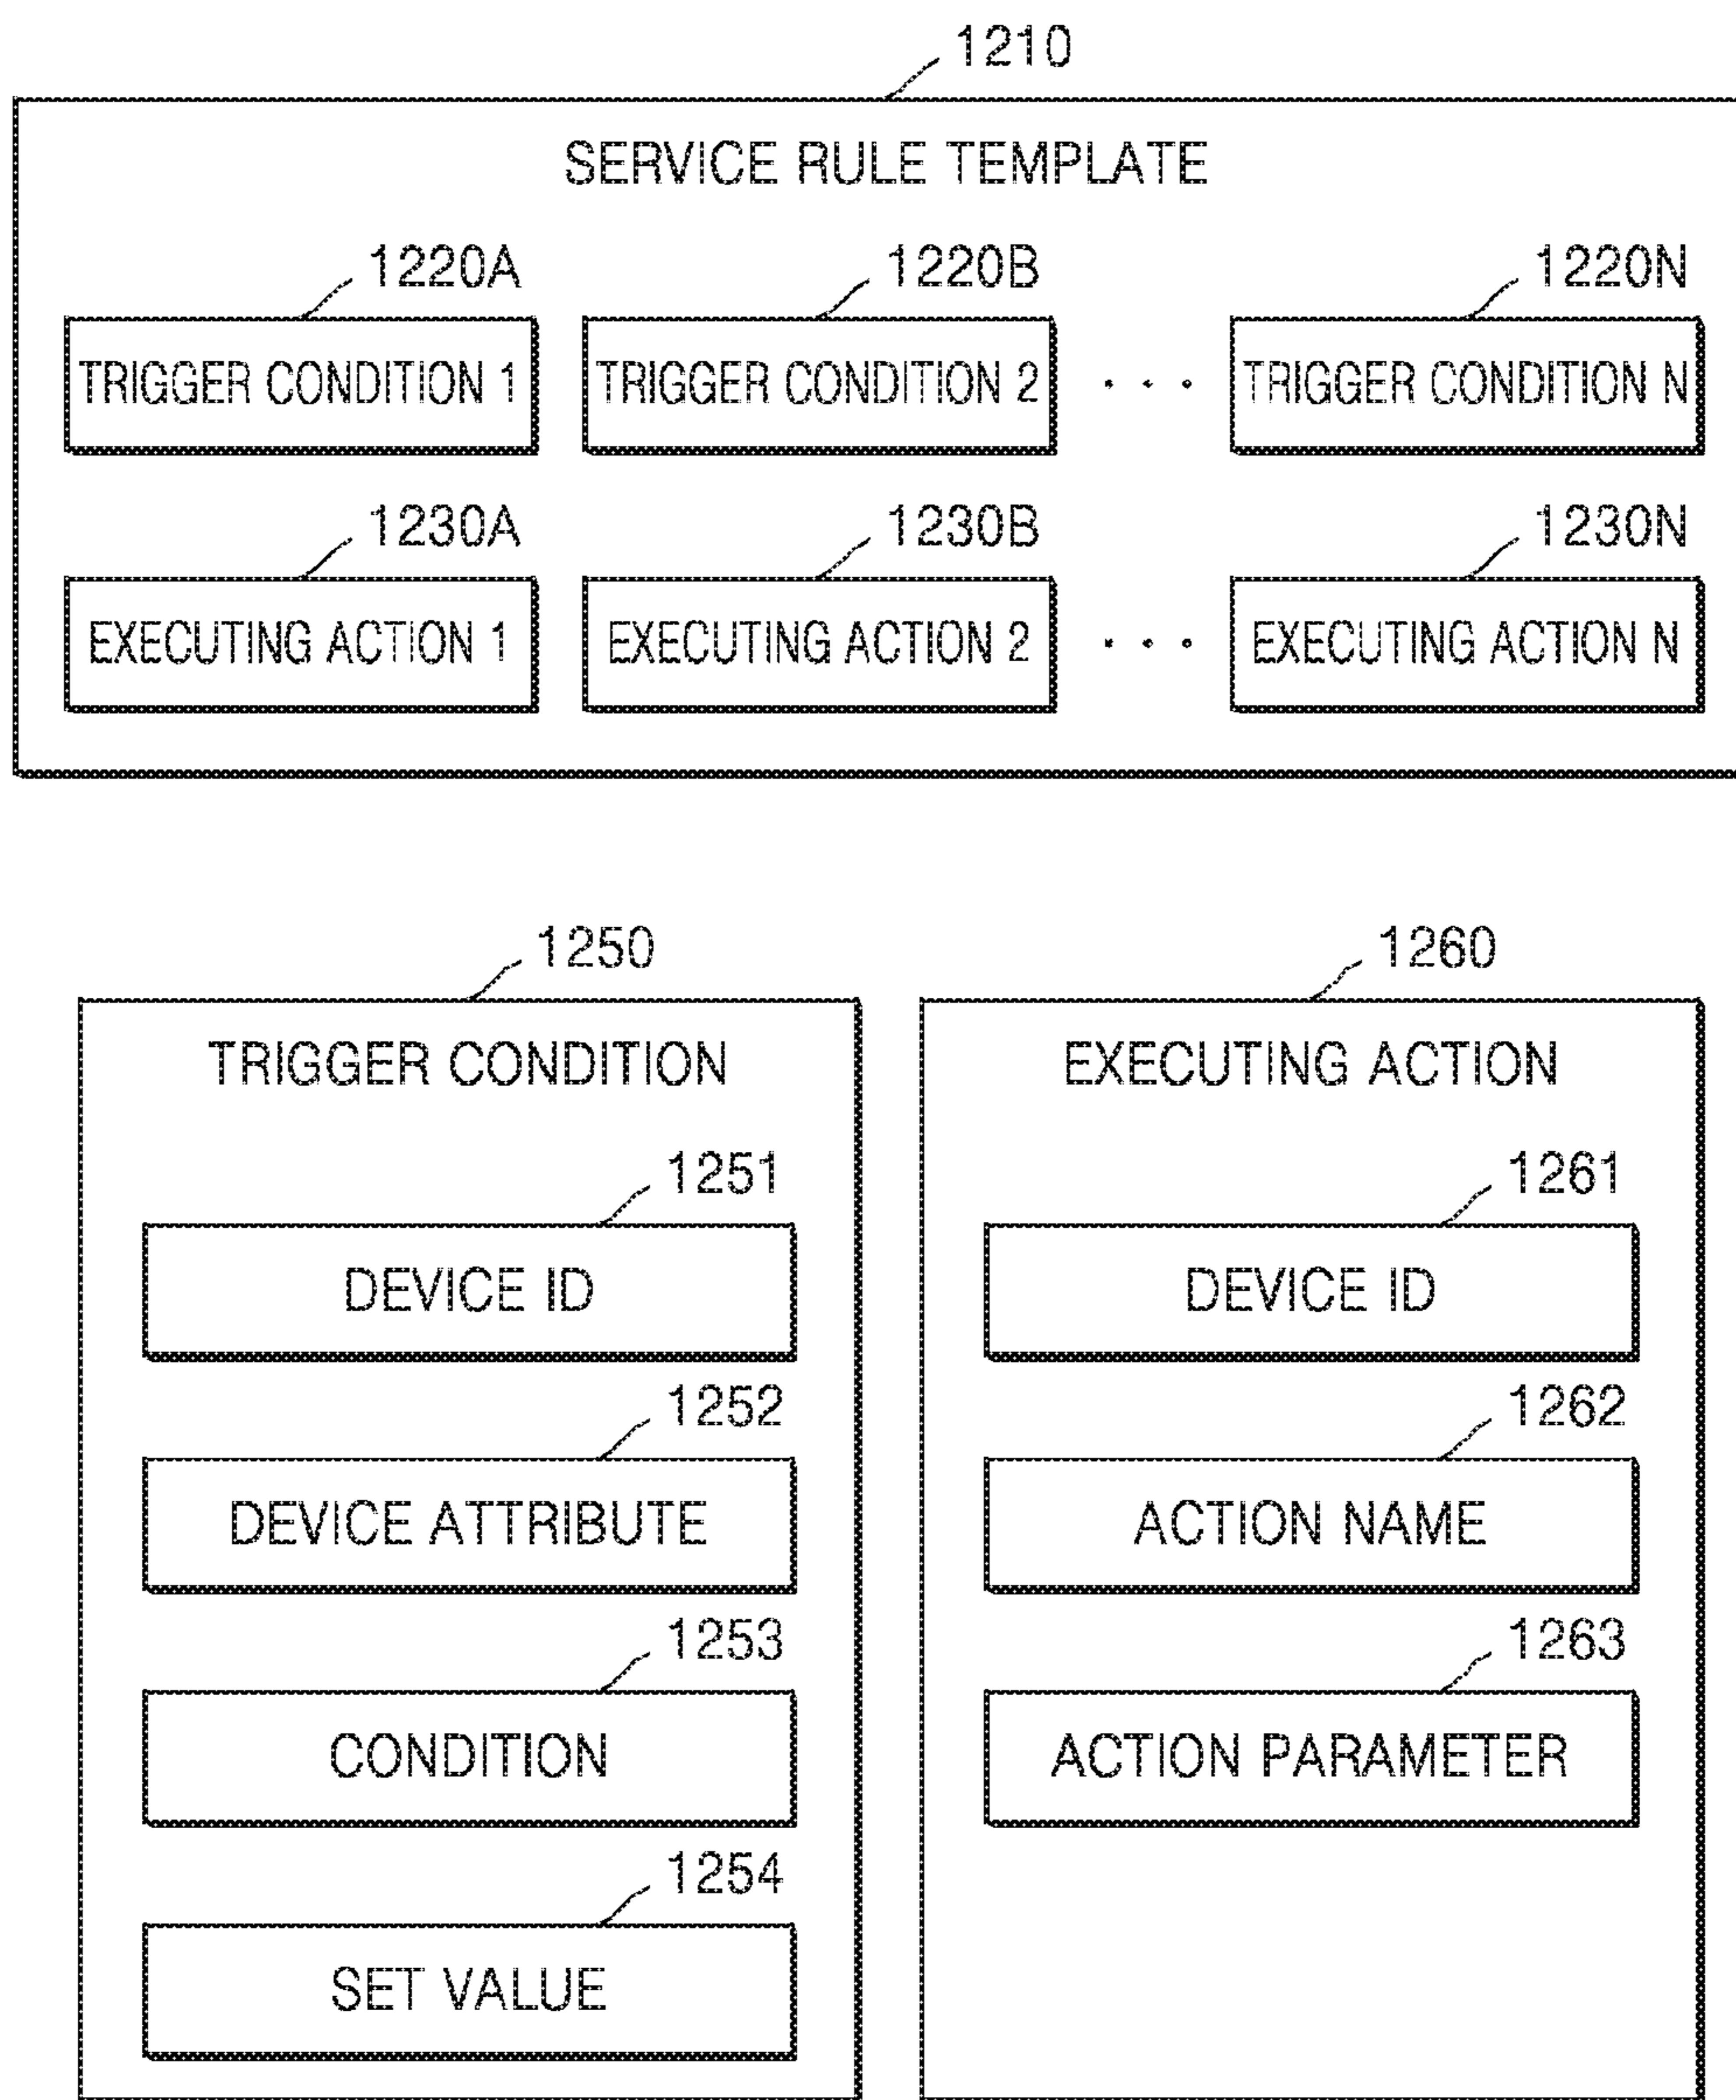 1210
SERVICE RULE TEMPLATE
1220A 1220B 1220N
TRIGGER CONDITION 1 TRIGGER CONDITION 2 · · · TRIGGER CONDITION N
1230A 1230B 1230N
EXECUTING ACTION 1 EXECUTING ACTION 2 · · · EXECUTING ACTION N
1250
TRIGGER CONDITION
1251
DEVICE ID
1252
DEVICE ATTRIBUTE
1253
CONDITION
1254
SET VALUE
1260
EXECUTING ACTION
1261
DEVICE ID
1262
ACTION NAME
1263
ACTION PARAMETER